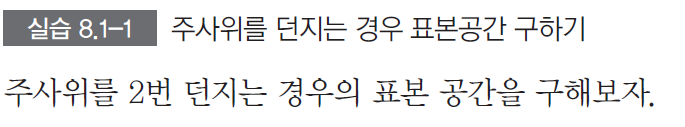 실습 8.1-1 주사위를 던지는 경우 표본공간 구하기
주사위를 2번 던지는 경우의 표본 공간을 구해보자.